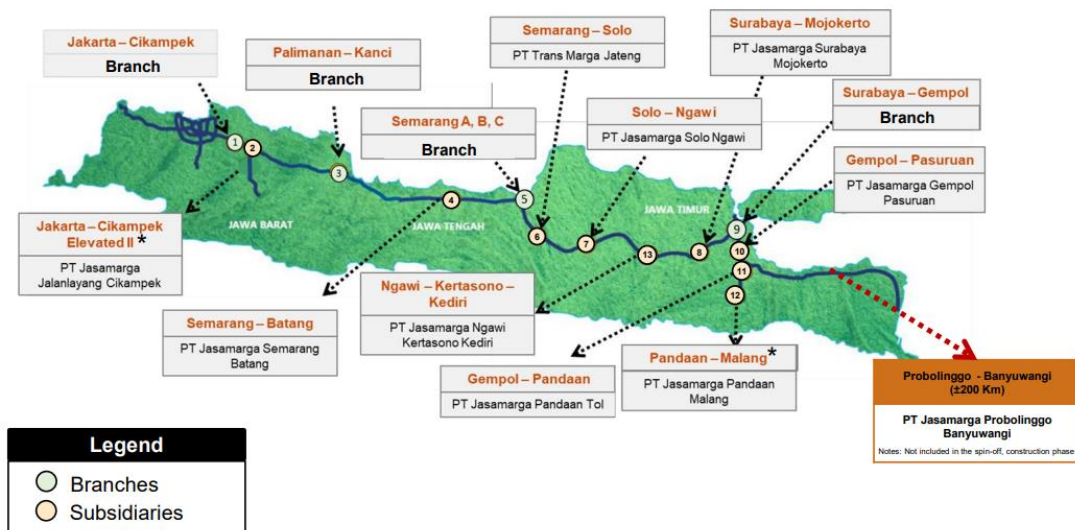 Jakarta – Cikampek
Branch
Palimanan – Kanci
Branch
Semarang – Solo
PT Trans Marga Jateng
Surabaya – Mojokerto
PT Jasamarga Surabaya
Mojokerto
Semarang A, B, C
Branch
Solo – Ngawi
PT Jasamarga Solo Ngawi
Surabaya – Gempol
Branch
Gempol – Pasuruan
PT Jasamarga Gempol
Pasuruan
1
2
3
4
5
6
7
13
8
9
10
11
12
JAWA BARAT
JAWA TENGAH
JAWA TIMUR
Jakarta – Cikampek
Elevated II *
PT Jasamarga
Jalanlayang Cikampek
Semarang – Batang
PT Jasamarga Semarang
Batang
Ngawi – Kertasono –
Kediri
PT Jasamarga Ngawi
Kertasono Kediri
Gempol – Pandaan
PT Jasamarga Pandaan Tol
Pandaan – Malang *
PT Jasamarga Pandaan
Malang
Probolinggo - Banyuwangi
(±200 Km)
PT Jasamarga Probolinggo
Banyuwangi
Notes: Not included in the spin-off, construction phase
Legend
Branches
Subsidiaries